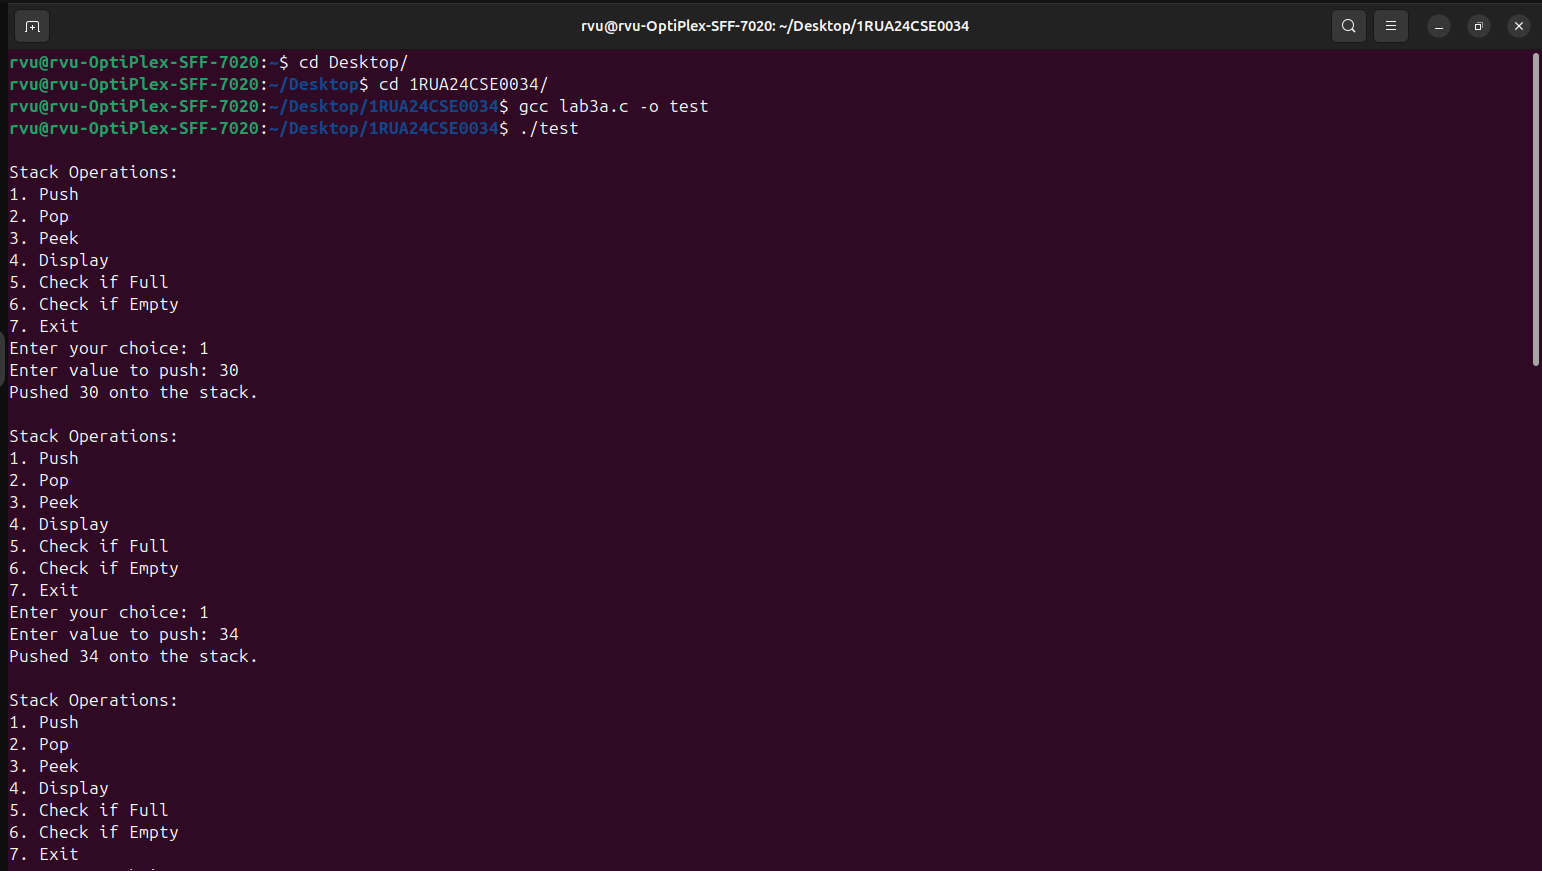 rvu@rvu-OptiPlex-SFF-7020: ~/Desktop/1RUA24CSE0034
rvu@rvu-OptiPlex-SFF-7020:~$ cd Desktop/
rvu@rvu-OptiPlex-SFF-7020:~/Desktop$ cd 1RUA24CSE0034/
rvu@rvu-OptiPlex-SFF-7020:~/Desktop/1RUA24CSE0034$ gcc lab3a.c -o test
rvu@rvu-OptiPlex-SFF-7020:~/Desktop/1RUA24CSE0034$ ./test
Stack Operations:
1. Push
2. Pop
3. Peek
4. Display
5. Check if Full
6. Check if Empty
7. Exit
Enter your choice: 1
Enter value to push: 30
Pushed 30 onto the stack.
Stack Operations:
1. Push
2. Pop
3. Peek
4. Display
5. Check if Full
6. Check if Empty
7. Exit
Enter your choice: 1
Enter value to push: 34
Pushed 34 onto the stack.
Stack Operations:
1. Push
2. Pop
3. Peek
4. Display
5. Check if Full
6. Check if Empty
7. Exit